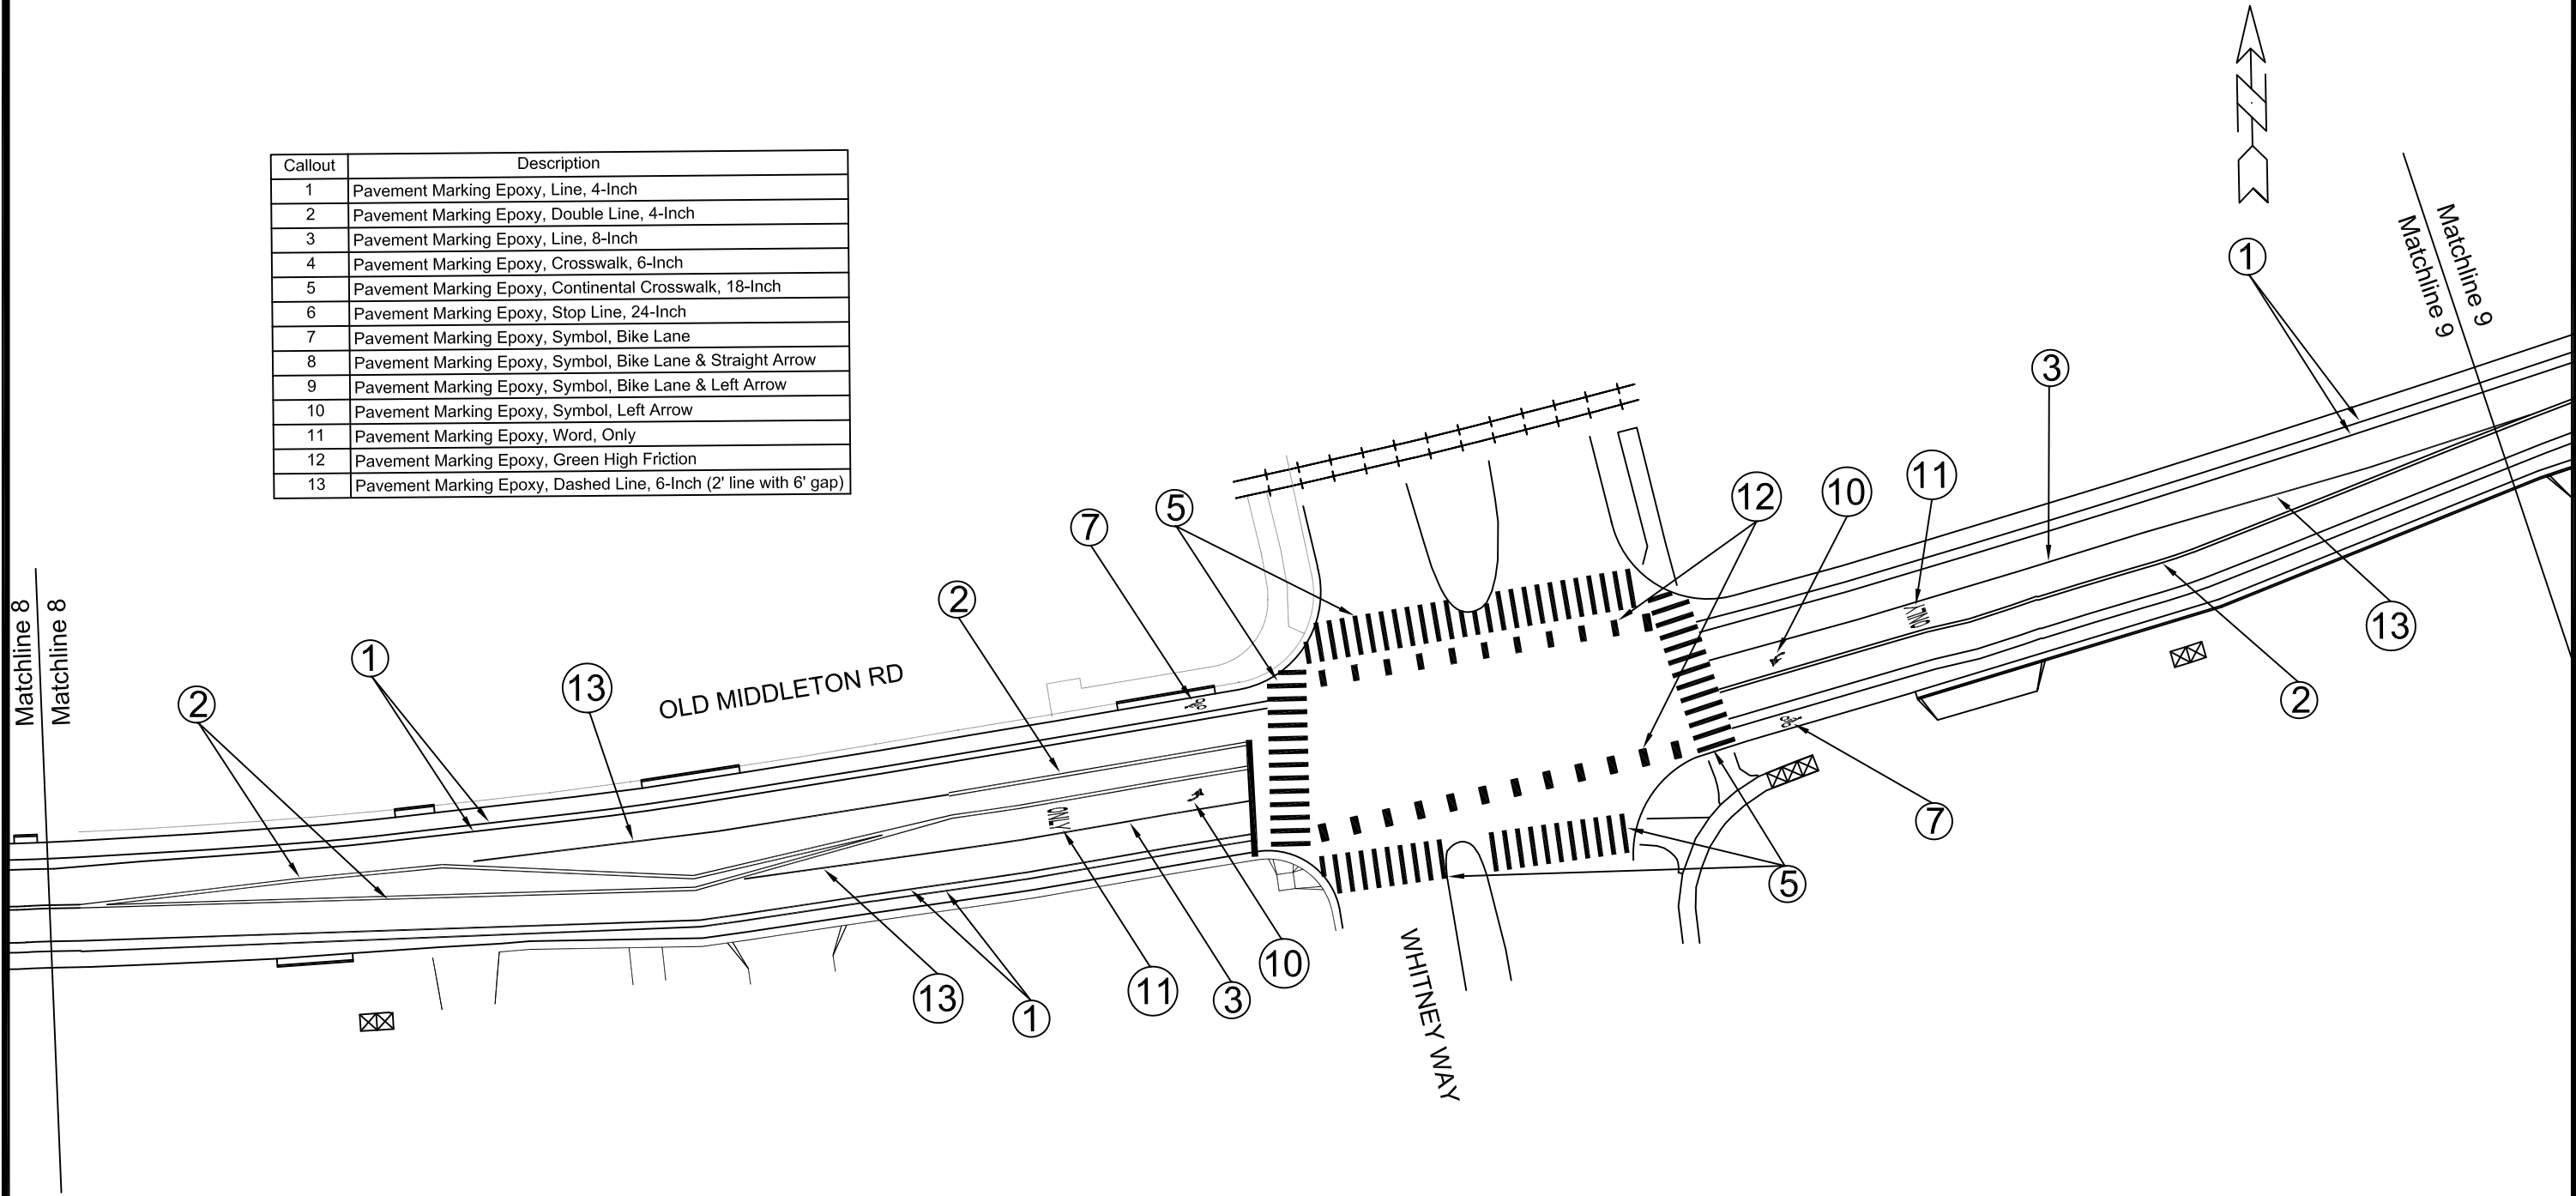 Callout Description
1 Pavement Marking Epoxy, Line, 4-Inch
2 Pavement Marking Epoxy, Double Line, 4-Inch
3 Pavement Marking Epoxy, Line, 8-Inch
4 Pavement Marking Epoxy, Crosswalk, 6-Inch
5 Pavement Marking Epoxy, Continental Crosswalk, 18-Inch
6 Pavement Marking Epoxy, Stop Line, 24-Inch
7 Pavement Marking Epoxy, Symbol, Bike Lane
8 Pavement Marking Epoxy, Symbol, Bike Lane & Straight Arrow
9 Pavement Marking Epoxy, Symbol, Bike Lane & Left Arrow
10 Pavement Marking Epoxy, Symbol, Left Arrow
11 Pavement Marking Epoxy, Word, Only
12 Pavement Marking Epoxy, Green High Friction
13 Pavement Marking Epoxy, Dashed Line, 6-Inch (2' line with 6' gap)
N
Matchline 9
Matchline 9
1
3
11
10
12
5
7
2
13
1
2
Matchline 8
Matchline 8
OLD MIDDLETON RD
ONLY
13
2
7
5
ONLY
10
3
11
1
13
WHITNEY WAY